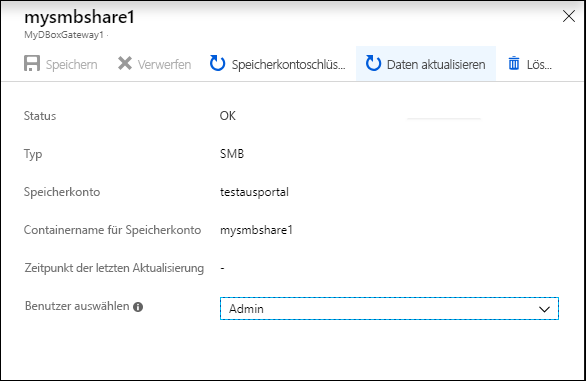 mysmbshare1
MyDBoxGateway1
Speichern Verwerfen Speicherkontoschlüs... Daten aktualisieren Lös...
Status OK
Typ SMB
Speicherkonto testausportal
Containername für Speicherkonto mysmbshare1
Zeitpunkt der letzten Aktualisierung -
Benutzer auswählen Admin